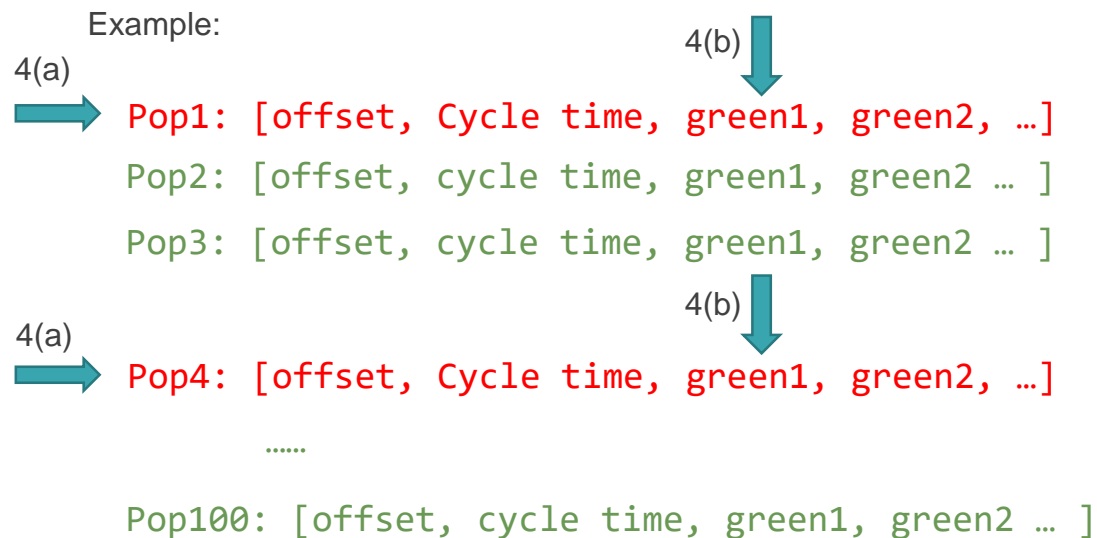 Example:
4(b)
4(a)
Pop1: [offset, Cycle time, green1, green2, …]
Pop2: [offset, cycle time, green1, green2 … ]
Pop3: [offset, cycle time, green1, green2 … ]
4(b)
4(a)
Pop4: [offset, Cycle time, green1, green2, …]
……
Pop100: [offset, cycle time, green1, green2 … ]